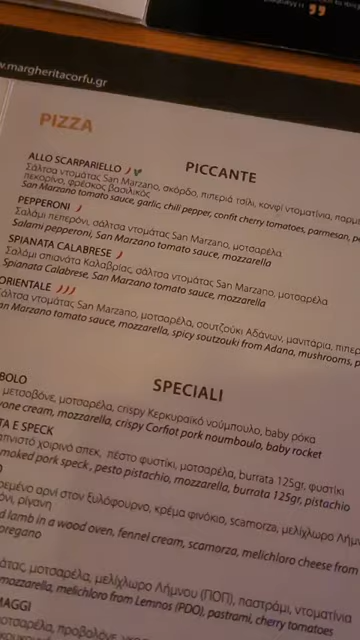 w.margheritacorfu.gr
PIZZA
PICCANTE
ALLO SCARPARIELLO
Σάλτσα ντομάτας San Marzano, σκόρδο, πιπεριά τσίλι, κονφί ντοματίνια, παρμ
πεκορίνο, φρέσκος βασιλικός
San Marzano tomato sauce, garlic, chili pepper, confit cherry tomatoes, parmesan, p
PEPPERONI
Σαλάμι πεπερόνι, σάλτσα ντομάτας San Marzano, μοτσαρέλα
Salami pepperoni, San Marzano tomato sauce, mozzarella
SPIANATA CALABRESE
Σαλάμι σπιανάτα Καλαβρίας, σάλτσα ντομάτας San Marzano, μοτσαρέλα
Spianata Calabrese, San Marzano tomato sauce, mozzarella
ORIENTALE
άλτσα ντομάτας San Marzano, μοτσαρέλα, σουτζούκι Αδάνων, μανιτάρια, πιπερ
an Marzano tomato sauce, mozzarella, spicy soutzouki from Adana, mushrooms, p
SPECIALI
BOLO
μετσοβόνε, μοτσαρέλα, crispy Κερκυραϊκό νούμπουλο, baby ρόκα
vone cream, mozzarella, crispy Corfiot pork noumboulo, baby rocket
TA E SPECK
απνιστό χοιρινό σπεκ, πέστο φυστίκι, μοτσαρέλα, burrata 125gr, φυστίκι
moked pork speck, pesto pistachio, mozzarella, burrata 125gr, pistachio
O
ρεμένο αρνί στον ξυλόφουρνο, κρέμα φινόκιο, scamorza, μελίχλωρο Λήμν
όνι, ρίγανη
d lamb in a wood oven, fennel cream, scamorza, melichloro cheese from
oregano
άτας, μοτσαρέλα, μελίχλωρο Λήμνου (ΠΟΠ), παστράμι, ντοματίνια
mozzarella, melichloro from Lemnos (PDO), pastrami, cherry tomatoes
MAGGI
οτσαρέλα, προβολόνε